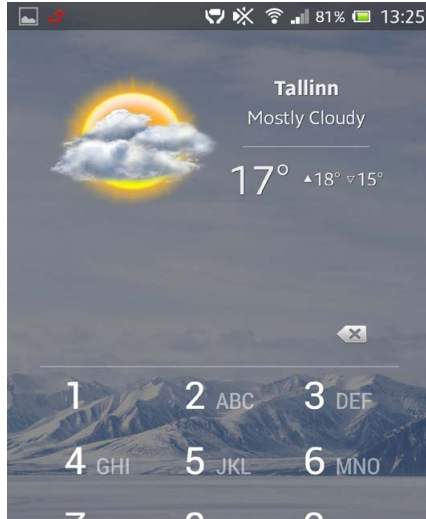 81% 13:25
Tallinn
Mostly Cloudy
17° ▲18° ▽15°
1 2 ABC 3 DEF
4 GHI 5 JKL 6 MNO